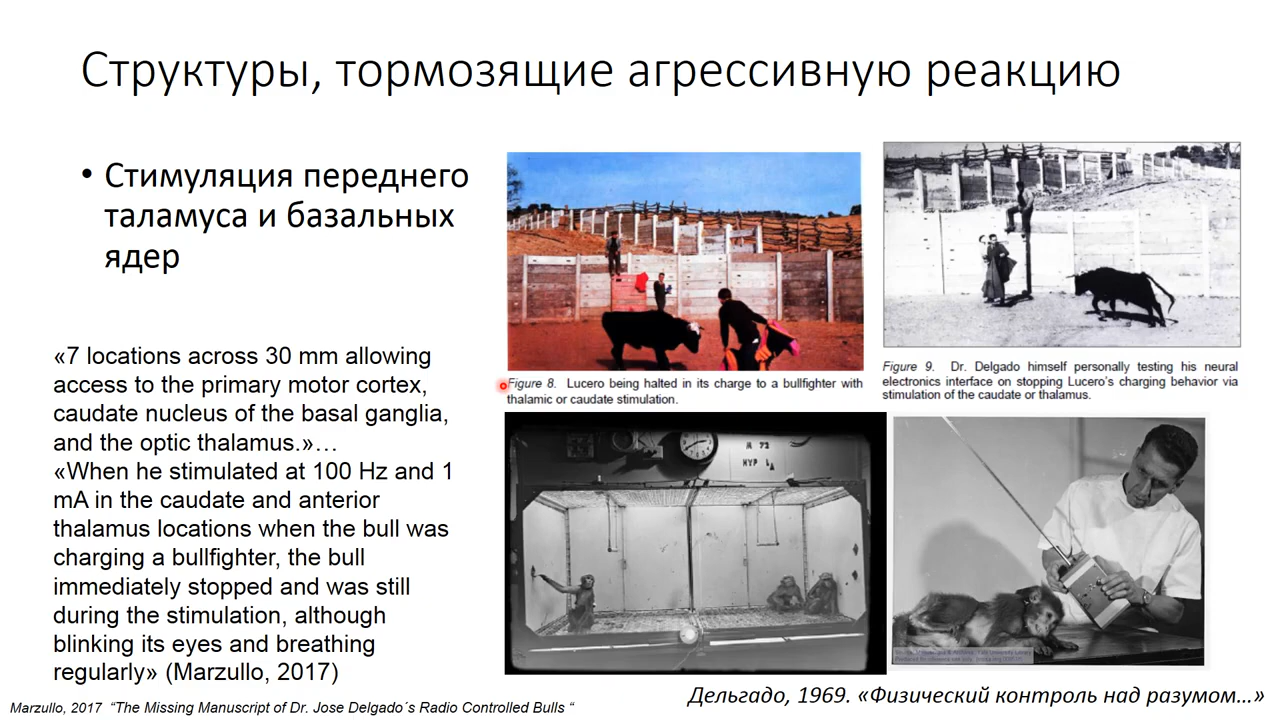 Структуры, тормозящие агрессивную реакцию
• Стимуляция переднего
таламуса и базальных
ядер
«7 locations across 30 mm allowing
access to the primary motor cortex,
caudate nucleus of the basal ganglia,
and the optic thalamus.»…
«When he stimulated at 100 Hz and 1
mA in the caudate and anterior
thalamus locations when the bull was
charging a bullfighter, the bull
immediately stopped and was still
during the stimulation, although
blinking its eyes and breathing
regularly» (Marzullo, 2017)
Marzullo, 2017 “The Missing Manuscript of Dr. Jose Delgado´s Radio Controlled Bulls “
Figure 8. Lucero being halted in its charge to a bullfighter with
thalamic or caudate stimulation.
Figure 9. Dr. Delgado himself personally testing his neural
electronics interface on stopping Lucero's charging behavior via
stimulation of the caudate or thalamus.
M 72
HYP LA
Дельгадо, 1969. «Физический контроль над разумом…»